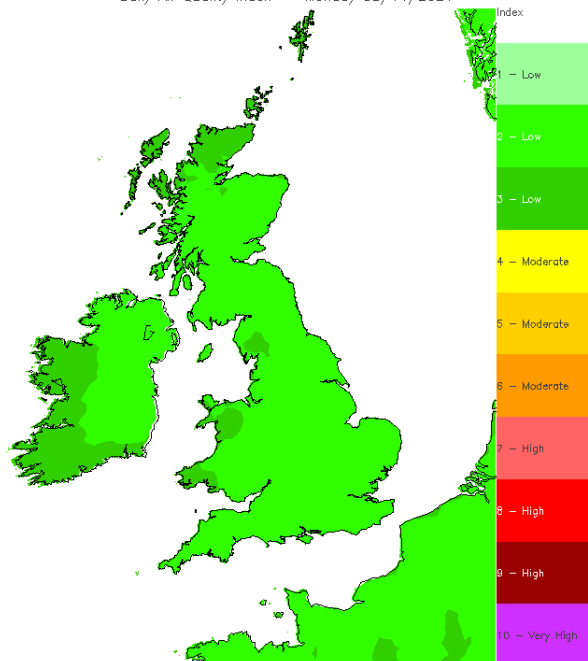 Index
1 - Low
2 - Low
3 - Low
4 - Moderate
5 - Moderate
6 - Moderate
7 - High
8 - High
9 - High
10 - Very High